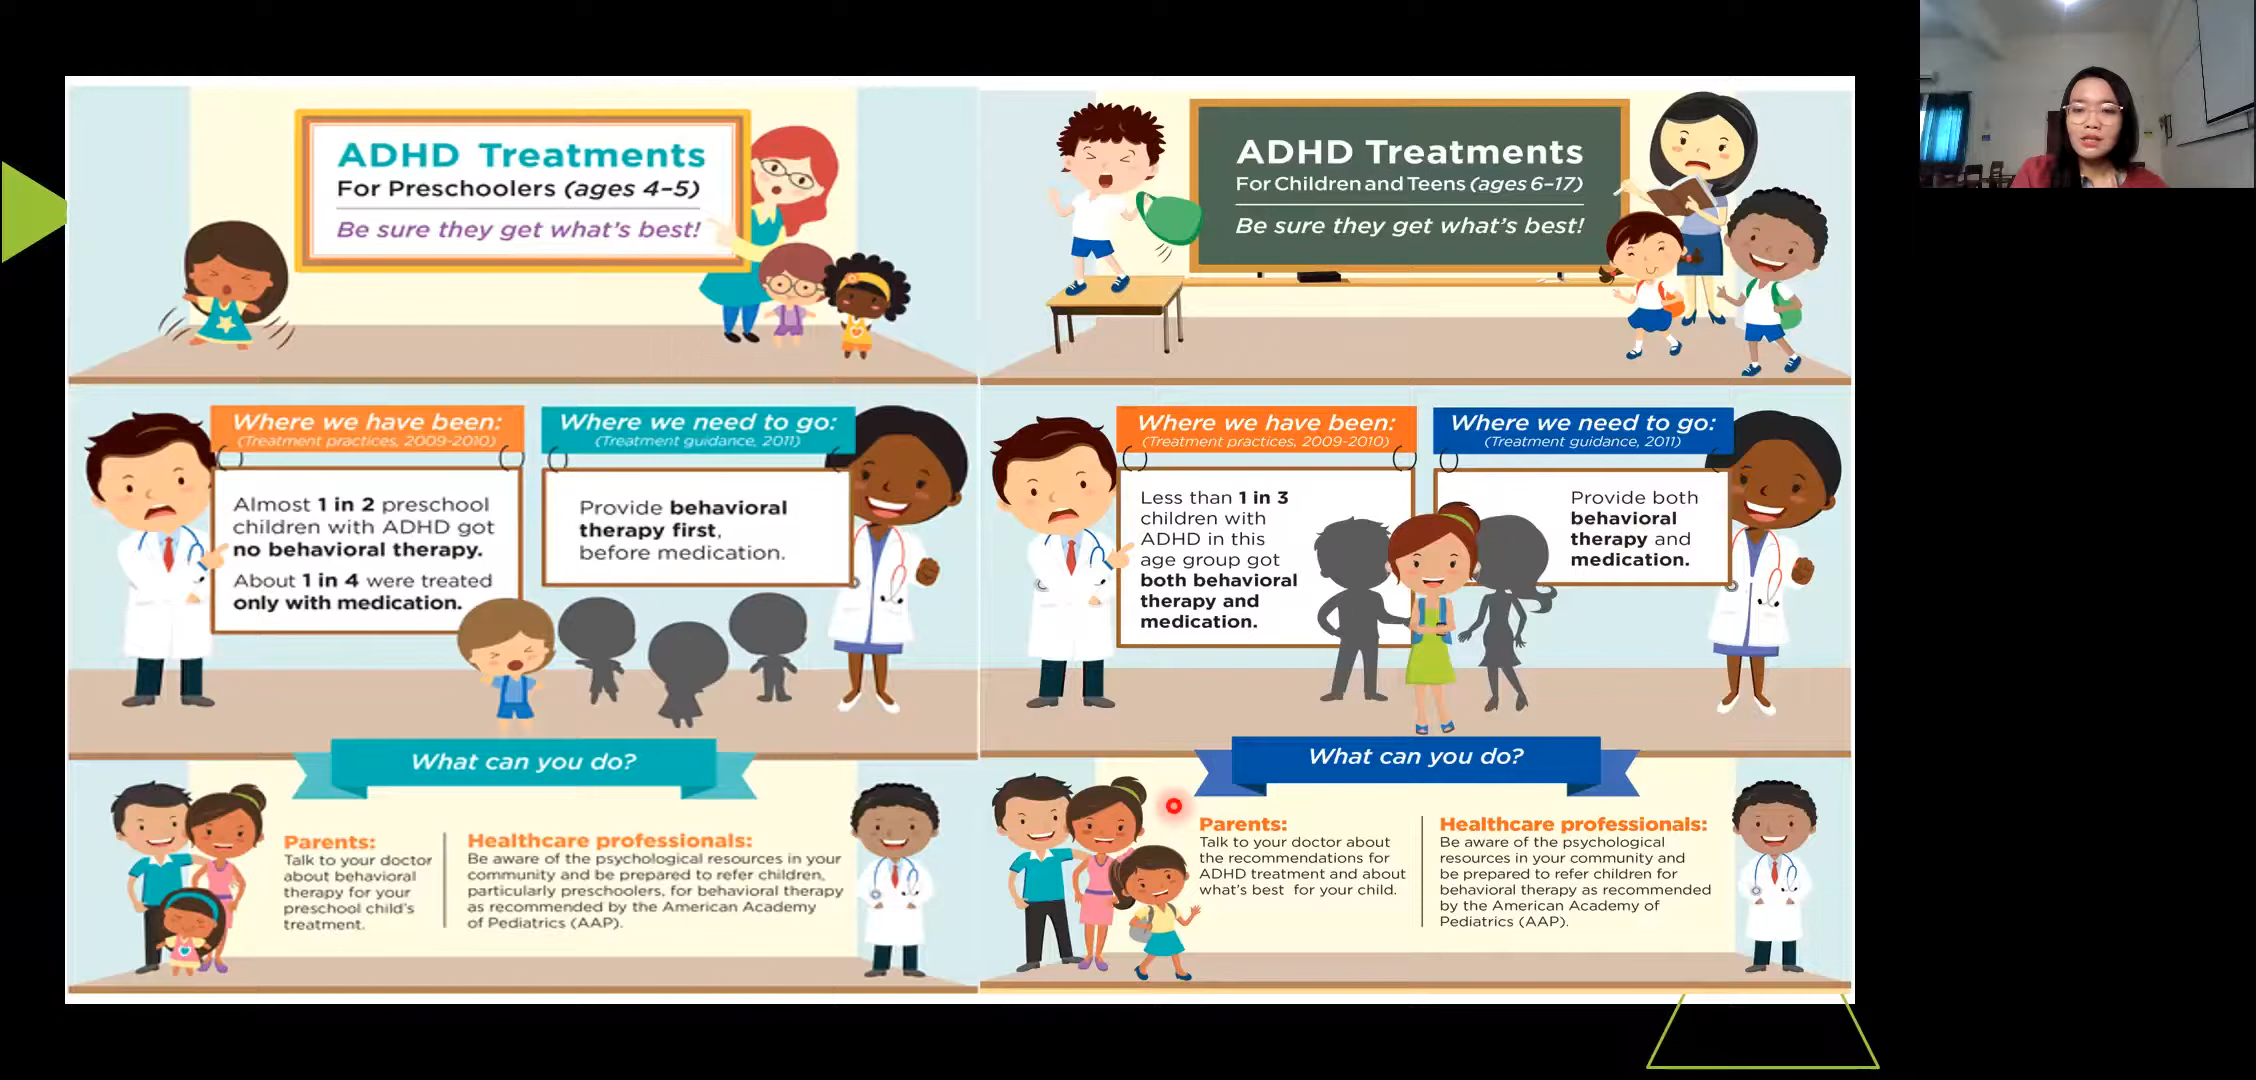 ADHD Treatments
For Preschoolers (ages 4–5)
Be sure they get what's best!
Where we have been:
(Treatment practices, 2009-2010)
Almost 1 in 2 preschool
children with ADHD got
no behavioral therapy.
About 1 in 4 were treated
only with medication.
Where we need to go:
(Treatment guidance, 2011)
Provide behavioral
therapy first,
before medication.
What can you do?
Parents:
Talk to your doctor
about behavioral
therapy for your
preschool child's
treatment.
Healthcare professionals:
Be aware of the psychological resources in your
community and be prepared to refer children,
particularly preschoolers, for behavioral therapy
as recommended by the American Academy
of Pediatrics (AAP).
ADHD Treatments
For Children and Teens (ages 6–17)
Be sure they get what's best!
Where we have been:
(Treatment practices, 2009-2010)
Less than 1 in 3
children with
ADHD in this
age group got
both behavioral
therapy and
medication.
Where we need to go:
(Treatment guidance, 2011)
Provide both
behavioral
therapy and
medication.
What can you do?
Parents:
Talk to your doctor about
the recommendations for
ADHD treatment and about
what's best for your child.
Healthcare professionals:
Be aware of the psychological
resources in your community and
be prepared to refer children for
behavioral therapy as recommended
by the American Academy of
Pediatrics (AAP).